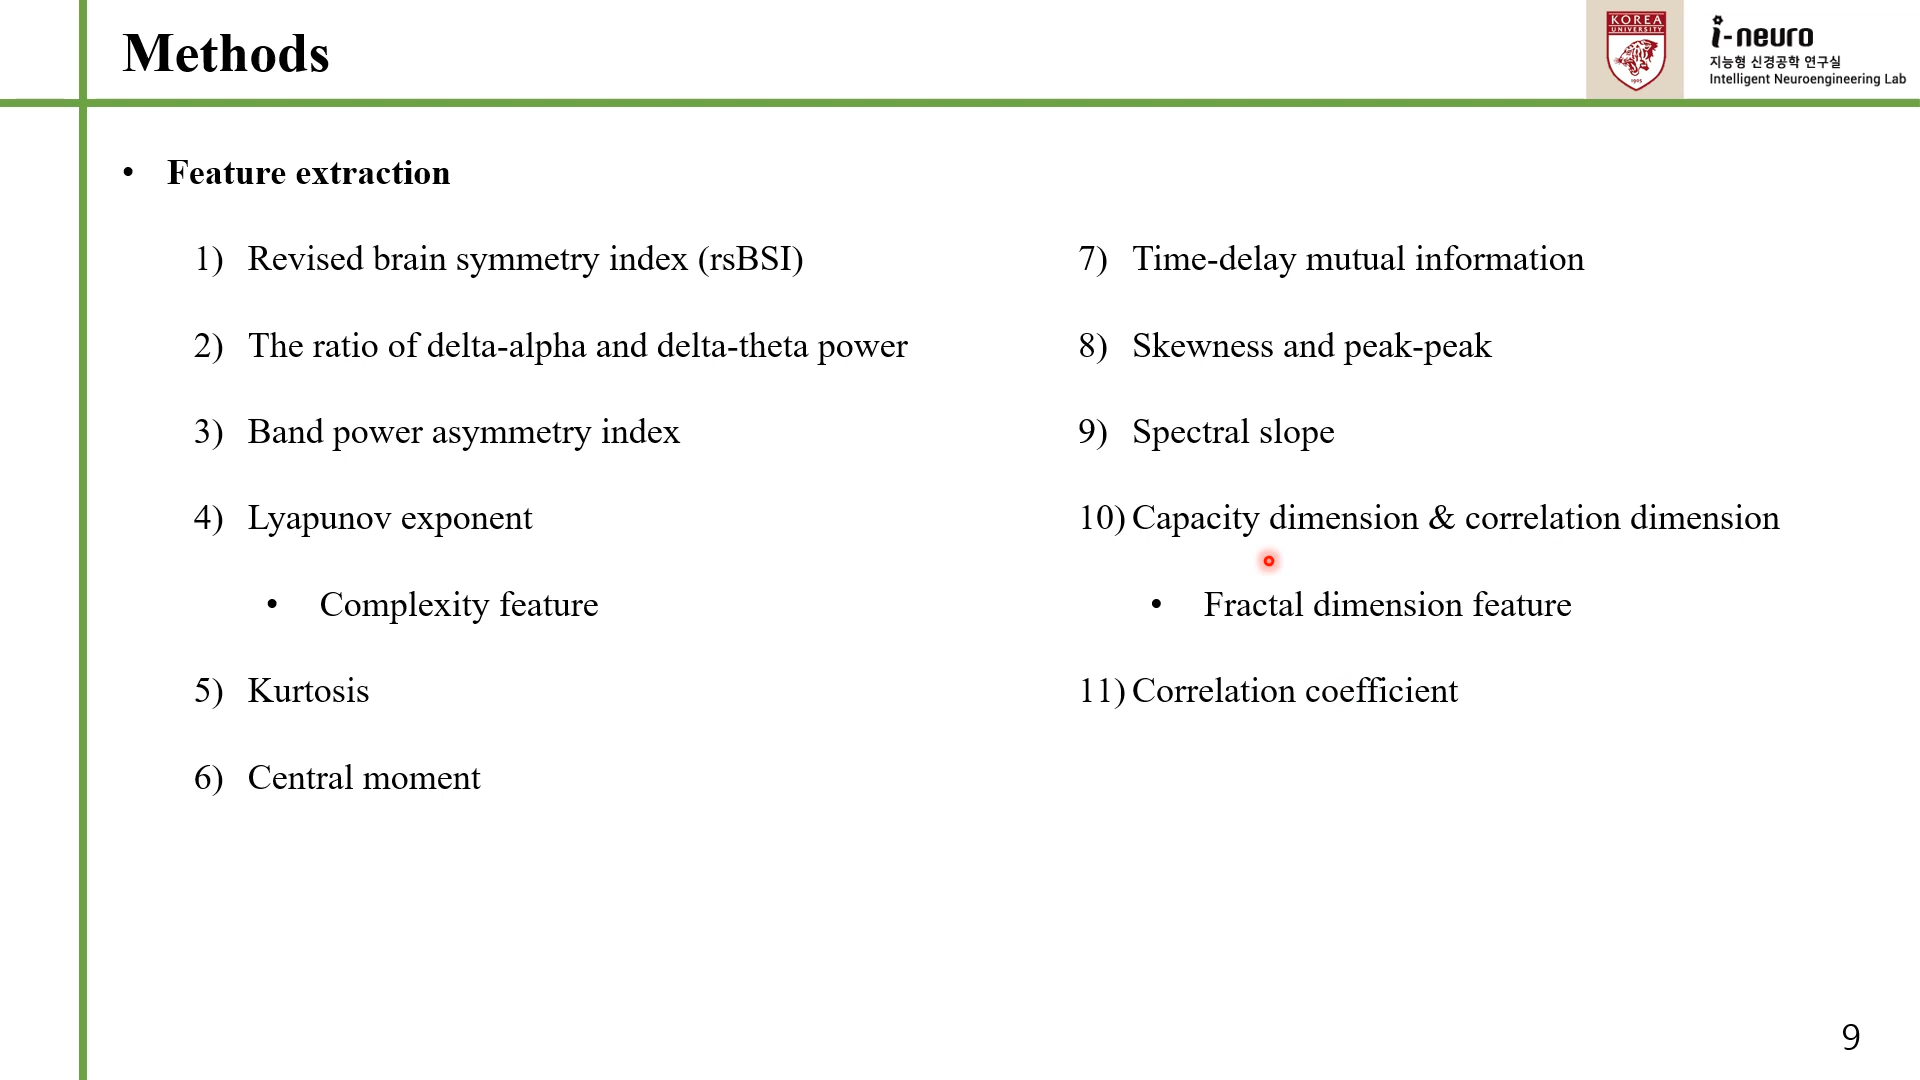 Methods
KOREA
UNIVERSITY
1905
i-neuro
지능형 신경공학 연구실
Intelligent Neuroengineering Lab
• Feature extraction
1) Revised brain symmetry index (rsBSI)
2) The ratio of delta-alpha and delta-theta power
3) Band power asymmetry index
4) Lyapunov exponent
• Complexity feature
5) Kurtosis
6) Central moment
7) Time-delay mutual information
8) Skewness and peak-peak
9) Spectral slope
10) Capacity dimension & correlation dimension
• Fractal dimension feature
11) Correlation coefficient
9